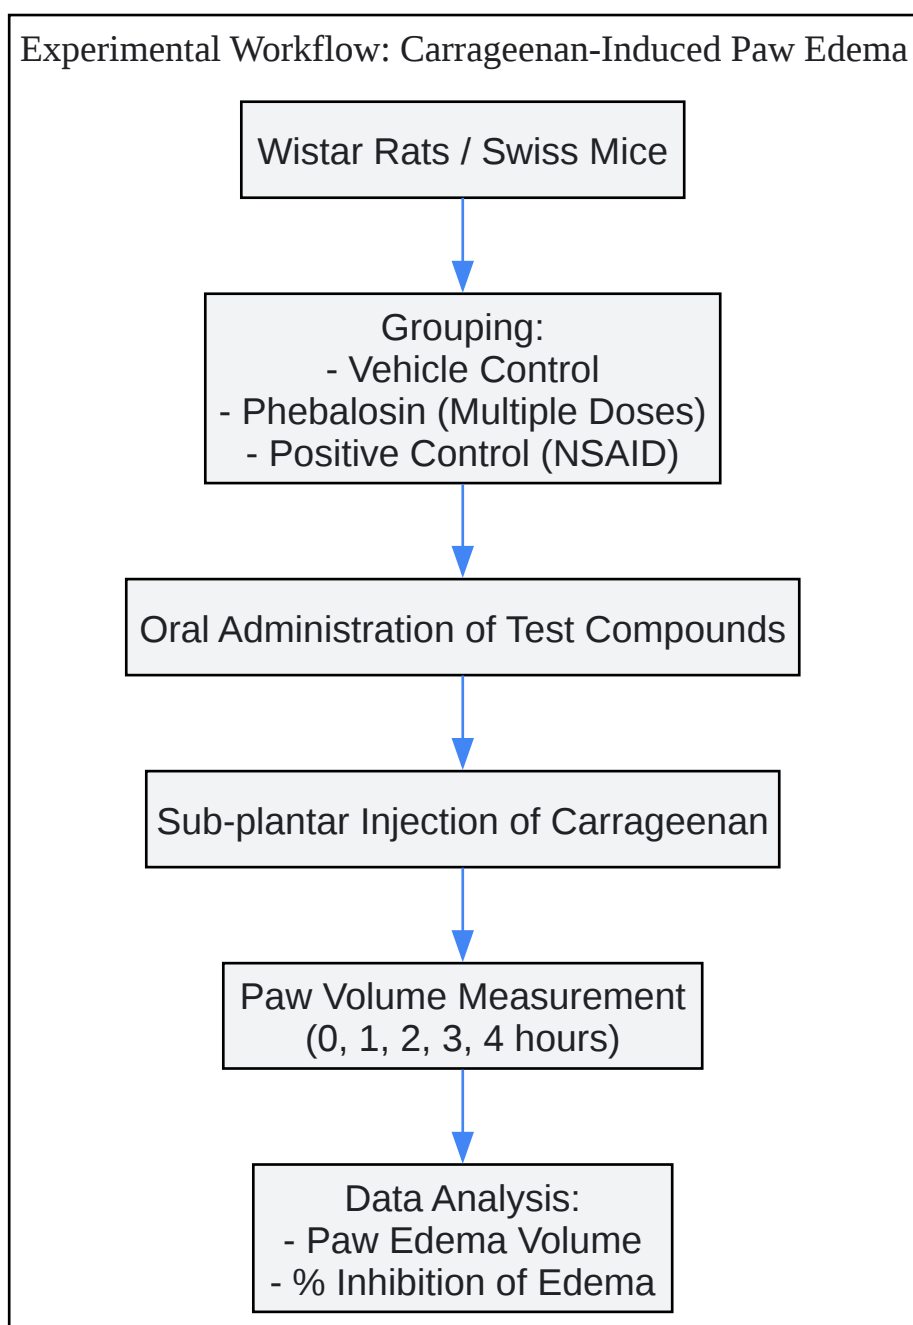 Experimental Workflow: Carrageenan-Induced Paw Edema
Wistar Rats / Swiss Mice
Grouping:
- Vehicle Control
- Phebalosin (Multiple Doses)
- Positive Control (NSAID)
Oral Administration of Test Compounds
Sub-plantar Injection of Carrageenan
Paw Volume Measurement
(0, 1, 2, 3, 4 hours)
Data Analysis:
- Paw Edema Volume
- % Inhibition of Edema